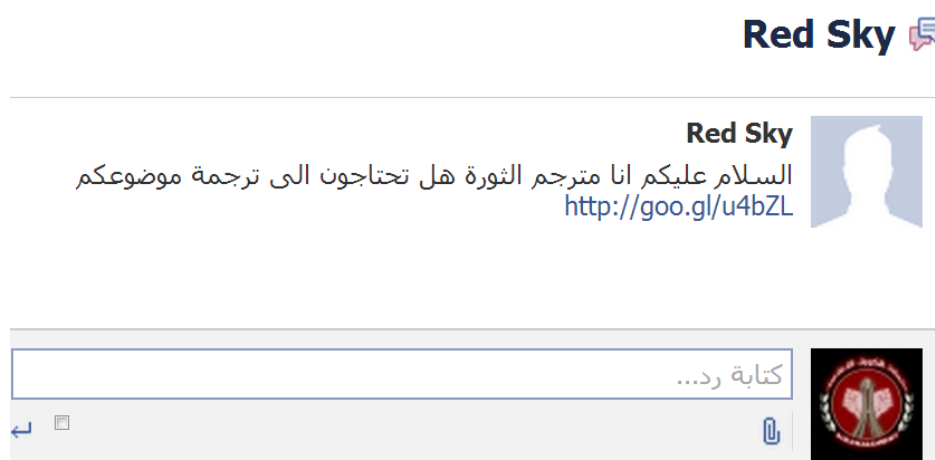 Red Sky
Red Sky
السلام عليكم انا مترجم الثورة هل تحتاجون الى ترجمة موضوعكم
http://goo.gl/u4bZL
كتابة رد...